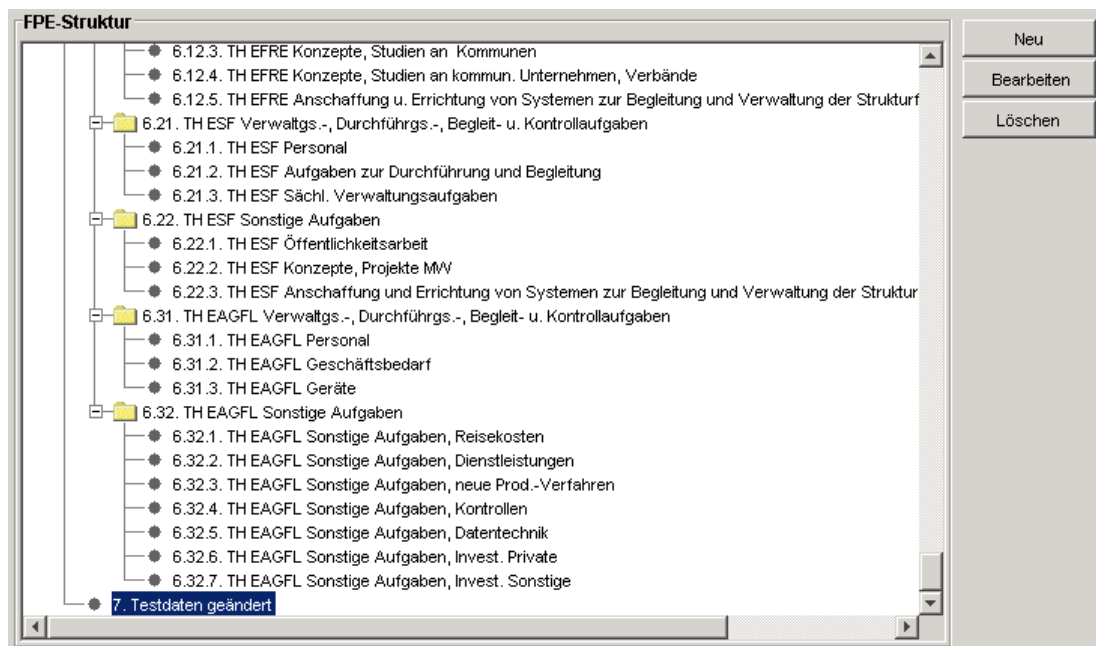 FPE-Struktur
6.12.3. TH EFRE Konzepte, Studien an Kommunen
6.12.4. TH EFRE Konzepte, Studien an kommun. Unternehmen, Verbände
6.12.5. TH EFRE Anschaffung u. Errichtung von Systemen zur Begleitung und Verwaltung der Strukturf
6.21. TH ESF Verwaltgs.-, Durchführgs.-, Begleit- u. Kontrollaufgaben
6.21.1. TH ESF Personal
6.21.2. TH ESF Aufgaben zur Durchführung und Begleitung
6.21.3. TH ESF Sächl. Verwaltungsaufgaben
6.22. TH ESF Sonstige Aufgaben
6.22.1. TH ESF Öffentlichkeitsarbeit
6.22.2. TH ESF Konzepte, Projekte MW
6.22.3. TH ESF Anschaffung und Errichtung von Systemen zur Begleitung und Verwaltung der Struktur
6.31. TH EAGFL Verwaltgs.-, Durchführgs.-, Begleit- u. Kontrollaufgaben
6.31.1. TH EAGFL Personal
6.31.2. TH EAGFL Geschäftsbedarf
6.31.3. TH EAGFL Geräte
6.32. TH EAGFL Sonstige Aufgaben
6.32.1. TH EAGFL Sonstige Aufgaben, Reisekosten
6.32.2. TH EAGFL Sonstige Aufgaben, Dienstleistungen
6.32.3. TH EAGFL Sonstige Aufgaben, neue Prod.-Verfahren
6.32.4. TH EAGFL Sonstige Aufgaben, Kontrollen
6.32.5. TH EAGFL Sonstige Aufgaben, Datentechnik
6.32.6. TH EAGFL Sonstige Aufgaben, Invest. Private
6.32.7. TH EAGFL Sonstige Aufgaben, Invest. Sonstige
7. Testdaten geändert
Neu
Bearbeiten
Löschen